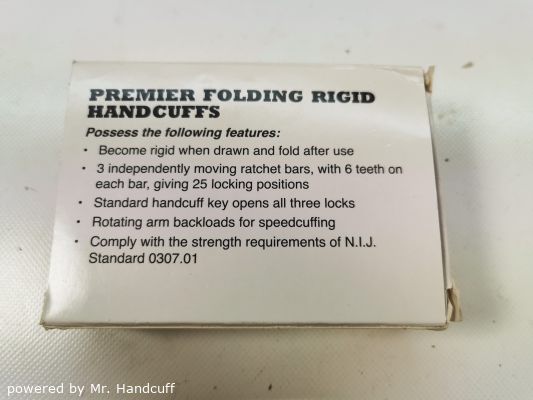 PREMIER FOLDING RIGID
HANDCUFFS
Possess the following features:
• Become rigid when drawn and fold after use
• 3 independently moving ratchet bars, with 6 teeth on
each bar, giving 25 locking positions
• Standard handcuff key opens all three locks
• Rotating arm backloads for speedcuffing
• Comply with the strength requirements of N.I.J.
Standard 0307.01
powered by Mr. Handcuff